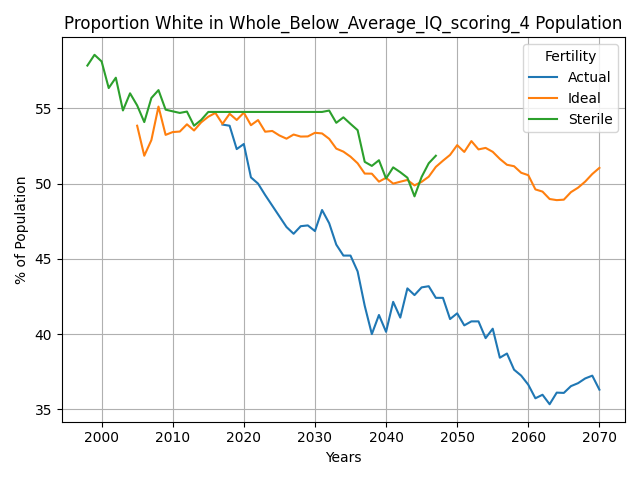 Proportion White in Whole_Below_Average_IQ_scoring_4 Population
Fertility
Actual
Ideal
Sterile
% of Population
55
50
45
40
35
2000 2010 2020 2030 2040 2050 2060 2070
Years